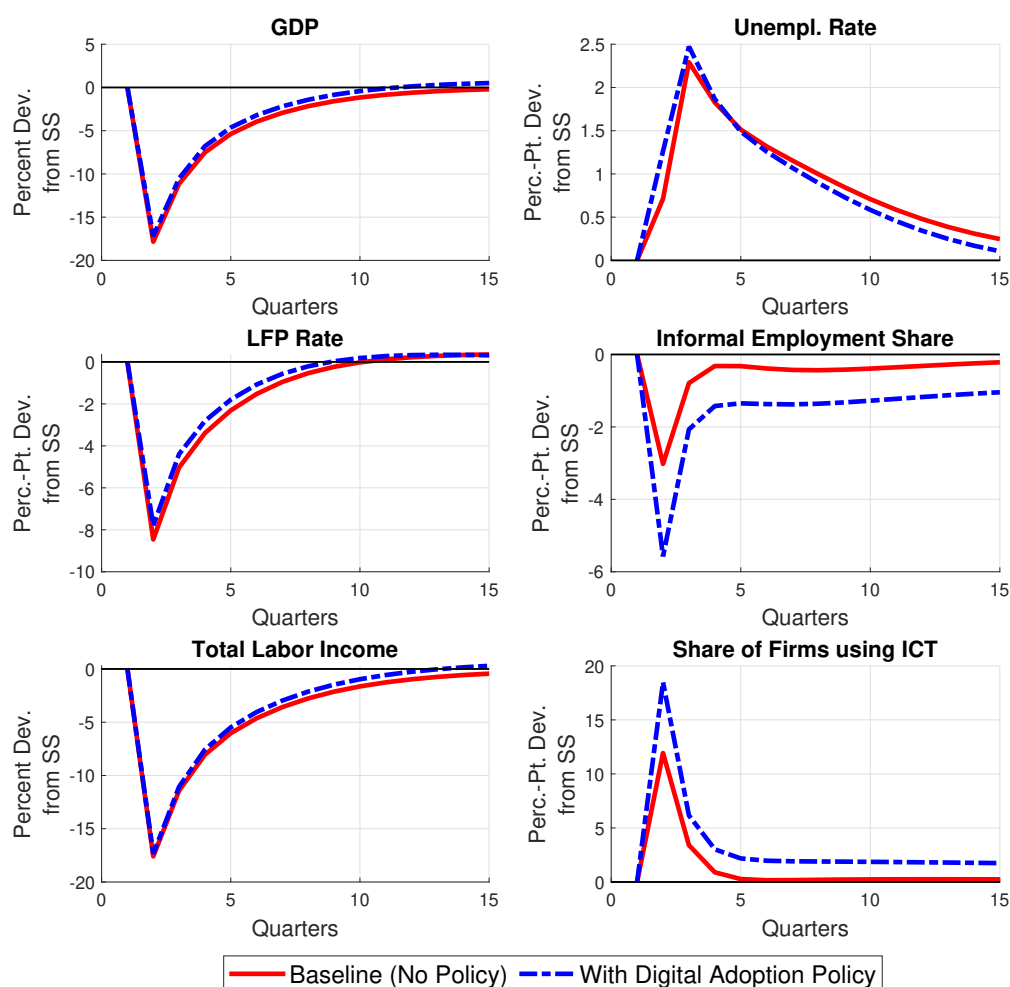 GDP
5
0
-5
-10
-15
-20
0
5
10
15
Percent Dev.
from SS
Quarters
Unempl. Rate
2.5
2
1.5
1
0.5
0
0
5
10
15
Perc.-Pt. Dev.
from SS
Quarters
LFP Rate
0
-2
-4
-6
-8
-10
0
5
10
15
Perc.-Pt. Dev.
from SS
Quarters
Informal Employment Share
0
-2
-4
-6
0
5
10
15
Perc.-Pt. Dev.
from SS
Quarters
Total Labor Income
0
-5
-10
-15
-20
0
5
10
15
Percent Dev.
from SS
Quarters
Share of Firms using ICT
20
15
10
5
0
0
5
10
15
Perc.-Pt. Dev.
from SS
Quarters
Baseline (No Policy)
With Digital Adoption Policy